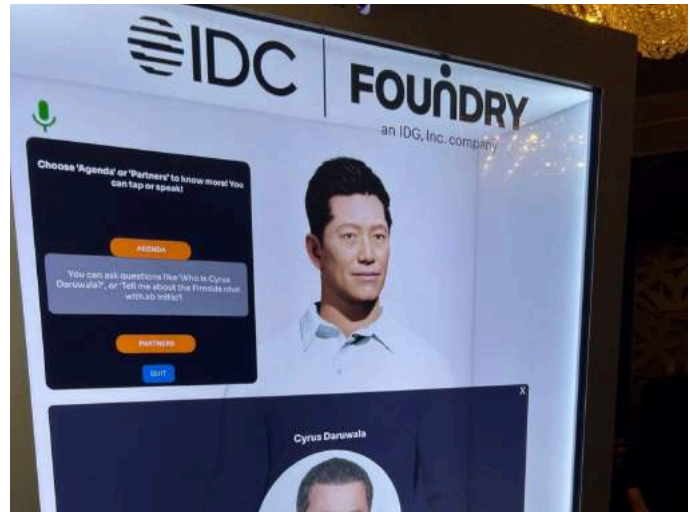 IDC
FOUNDRY
an IDG, Inc. company
Choose 'Agenda' or 'Partners' to know more! You
can tap or speak!
AGENDA
You can ask questions like 'Who is Cyrus
Daruwala?', or 'Tell me about the Fireside chat
with ab initio'!
PARTNERS
QUIT
X
Cyrus Daruwala